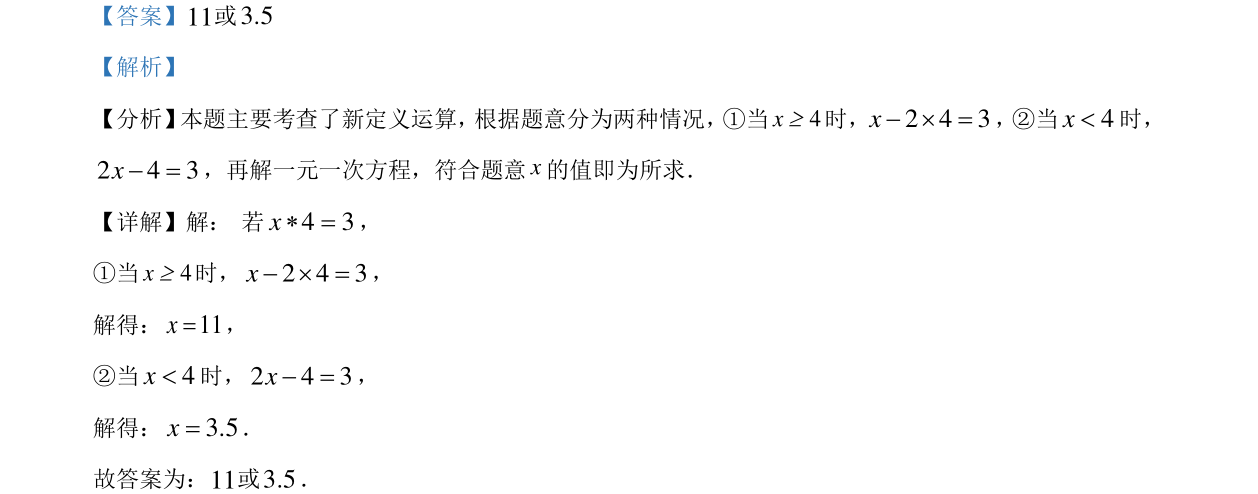 【答案】11或3.5
【解析】
【分析】本题主要考查了新定义运算，根据题意分为两种情况，①当x≥4时，x−2×4=3，②当x<4时，
2x−4=3，再解一元一次方程，符合题意x的值即为所求．
【详解】解： 若x*4=3，
①当x≥4时，x−2×4=3，
解得：x=11，
②当x<4时，2x−4=3，
解得：x=3.5．
故答案为：11或3.5．